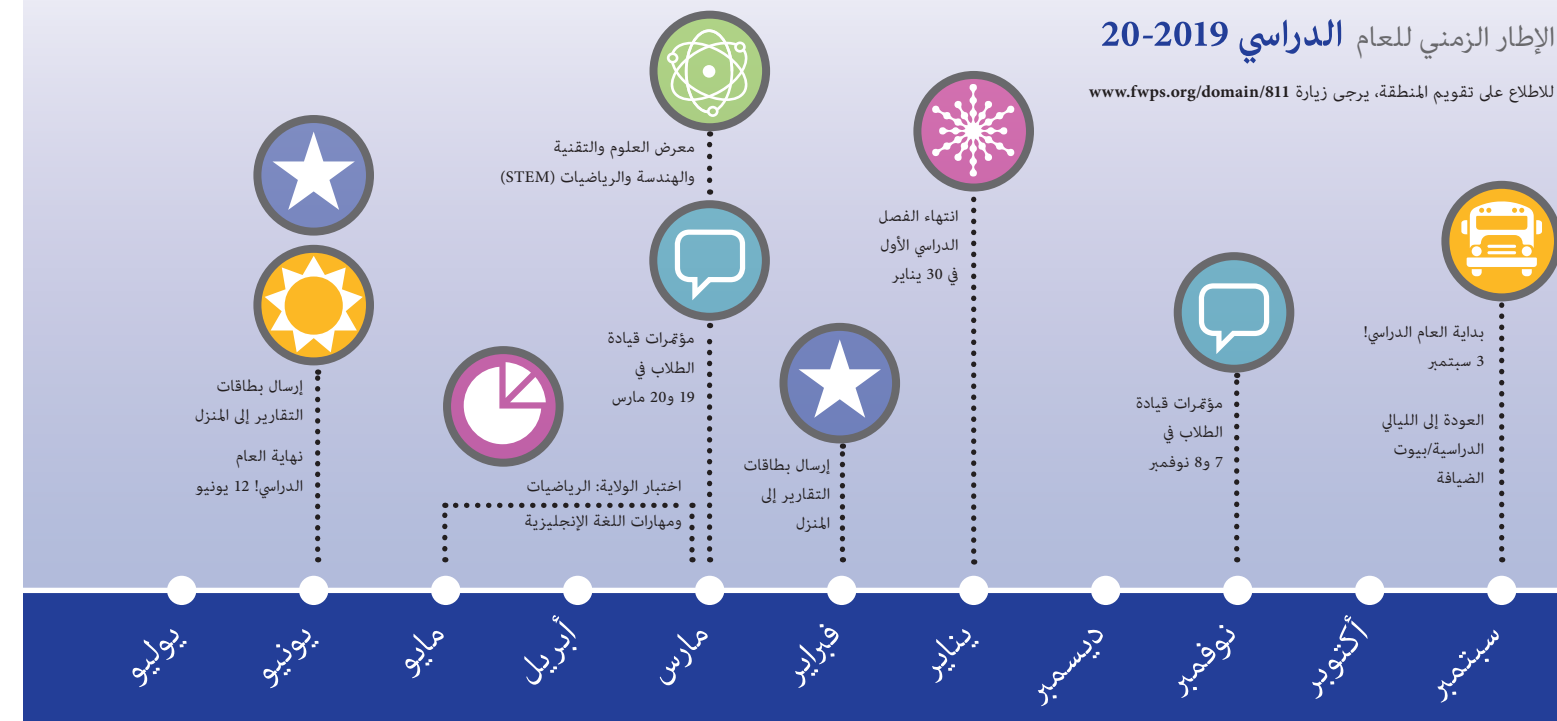 الإطار الزمني للعام الدراسي 2019-20
للاطلاع على تقويم المنطقة، يرجى زيارة www.fwps.org/domain/811
بداية العام الدراسي!
3 سبتمبر
العودة إلى الليالي
الدراسية/بيوت
الضيافة
مؤتمرات قيادة
الطلاب في
7 و8 نوفمبر
انتهاء الفصل
الدراسي الأول
في 30 يناير
إرسال بطاقات
التقارير إلى
المنزل
معرض العلوم والتقنية
والهندسة والرياضيات (STEM)
مؤتمرات قيادة
الطلاب في
19 و20 مارس
اختبار الولاية: الرياضيات
ومهارات اللغة الإنجليزية
إرسال بطاقات
التقارير إلى المنزل
نهاية العام
الدراسي! 12 يونيو
سبتمبر
أكتوبر
نوفمبر
ديسمبر
يناير
فبراير
مارس
أبريل
مايو
يونيو
يوليو